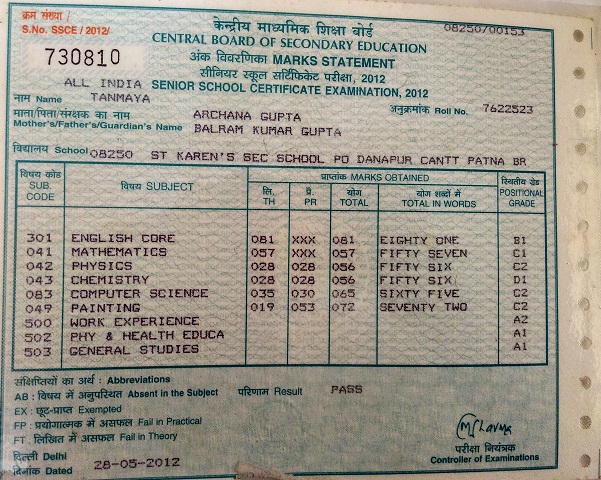 क्रम संख्या
S.No. SSCE / 2012/
730810
08250/00153
केन्द्रीय माध्यमिक शिक्षा बोर्ड
CENTRAL BOARD OF SECONDARY EDUCATION
अंक विवरणिका MARKS STATEMENT
सीनियर स्कूल सर्टिफिकेट परीक्षा, 2012
ALL INDIA SENIOR SCHOOL CERTIFICATE EXAMINATION, 2012
नाम Name TANMAYA अनुक्रमांक Roll No. 7622523
माता/पिता/संरक्षक का नाम ARCHANA GUPTA
Mother's/Father's/Guardian's Name BALRAM KUMAR GUPTA
विद्यालय School 08250 ST KAREN'S SEC SCHOOL PO DANAPUR CANTT PATNA BR
विषय कोड SUB. CODE विषय SUBJECT प्राप्तांक MARKS OBTAINED स्थितीय ग्रेड POSITIONAL GRADE
लि. TH प्रै. PR योग TOTAL योग शब्दों में TOTAL IN WORDS
301 ENGLISH CORE 081 XXX 081 EIGHTY ONE B1
041 MATHEMATICS 057 XXX 057 FIFTY SEVEN C1
042 PHYSICS 028 028 056 FIFTY SIX C2
043 CHEMISTRY 028 028 056 FIFTY SIX D1
083 COMPUTER SCIENCE 035 030 065 SIXTY FIVE C2
049 PAINTING 019 053 072 SEVENTY TWO C2
500 WORK EXPERIENCE A2
502 PHY & HEALTH EDUCA A1
503 GENERAL STUDIES A1
संक्षिप्तियों का अर्थ : Abbreviations
AB : विषय में अनुपस्थित Absent in the Subject परिणाम Result PASS
EX : छूट-प्राप्त Exempted
FP : प्रयोगात्मक में असफल Fail in Practical
FT लिखित में असफल Fail in Theory
दिल्ली Delhi
दिनांक Dated 28-05-2012
परीक्षा नियंत्रक
Controller of Examinations